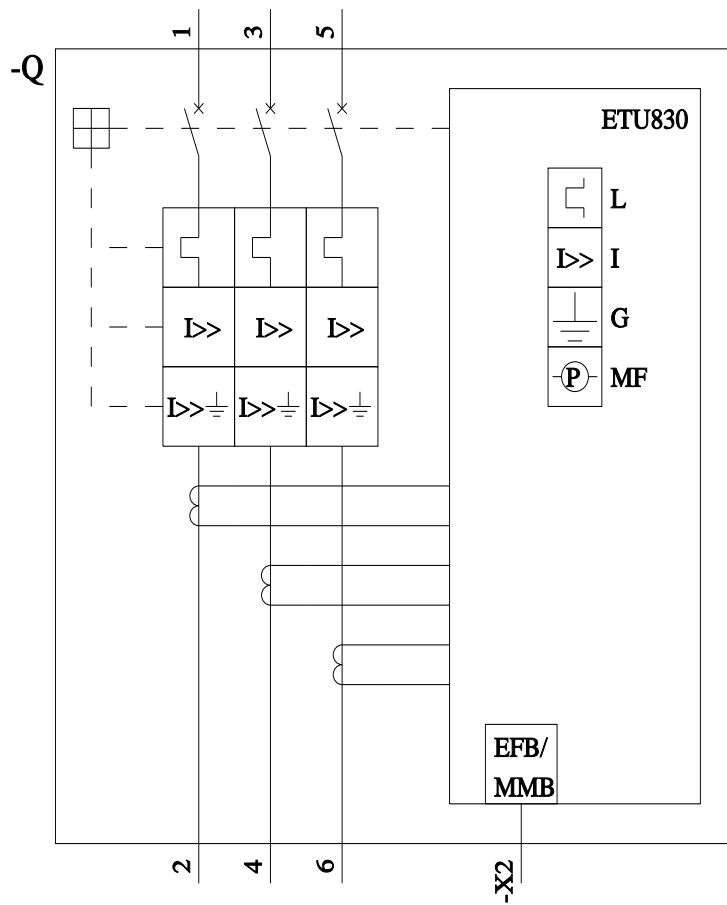 1 3 5
-Q
ETU830
L
I>> I
G
P MF
I>> I>> I>>
I>> I>> I>>
EFB/
MMB
2 4 6 -X2